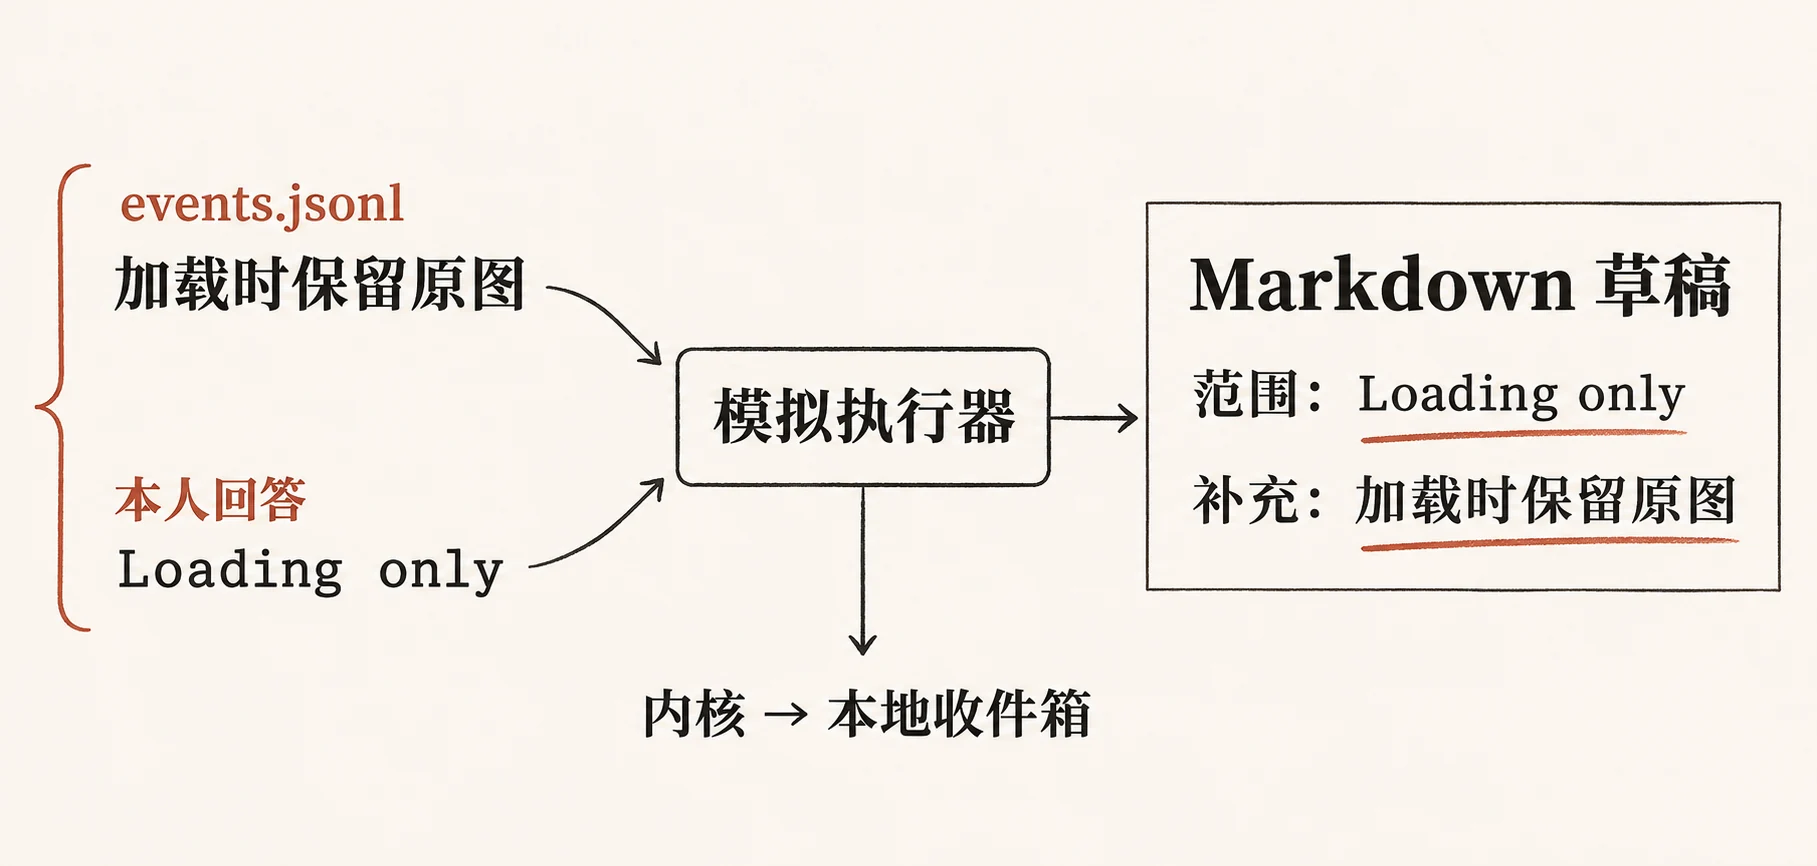 events.jsonl
加载时保留原图
本人回答
Loading only
模拟执行器
内核 → 本地收件箱
Markdown 草稿
范围：Loading only
补充：加载时保留原图